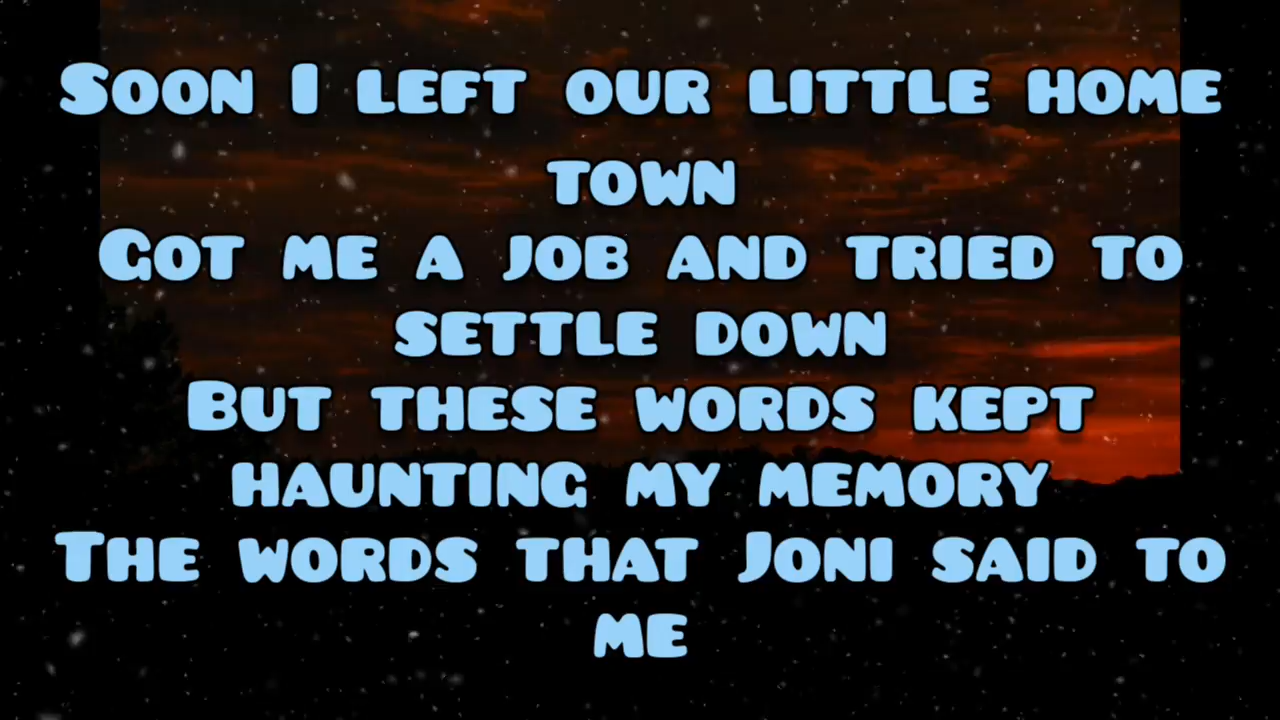 Soon I left our little home
town
Got me a job and tried to
settle down
But these words kept
haunting my memory
The words that Joni said to
me